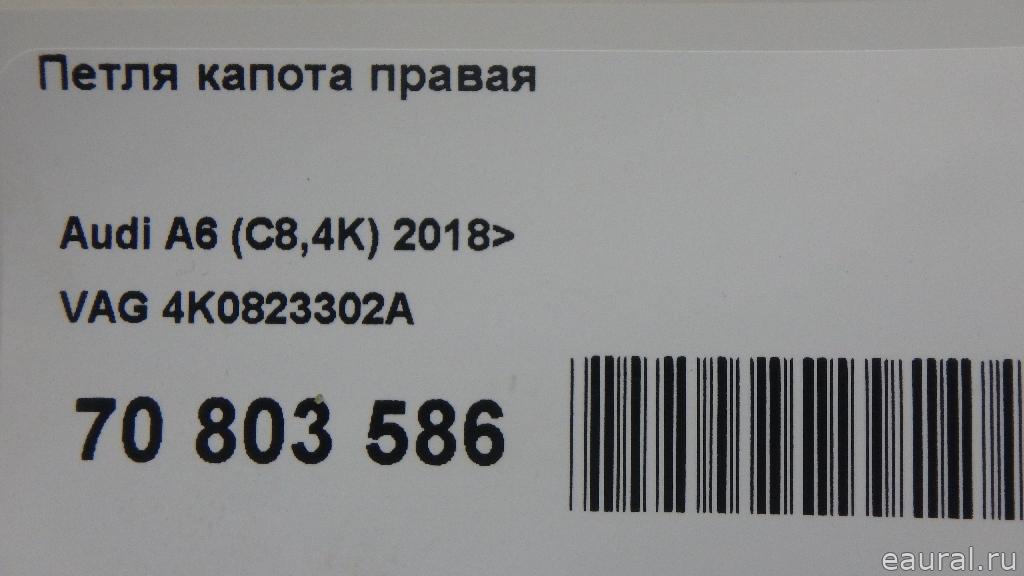 Петля капота правая
Audi A6 (C8,4K) 2018>
VAG 4K0823302A
70 803 586
eaural.ru